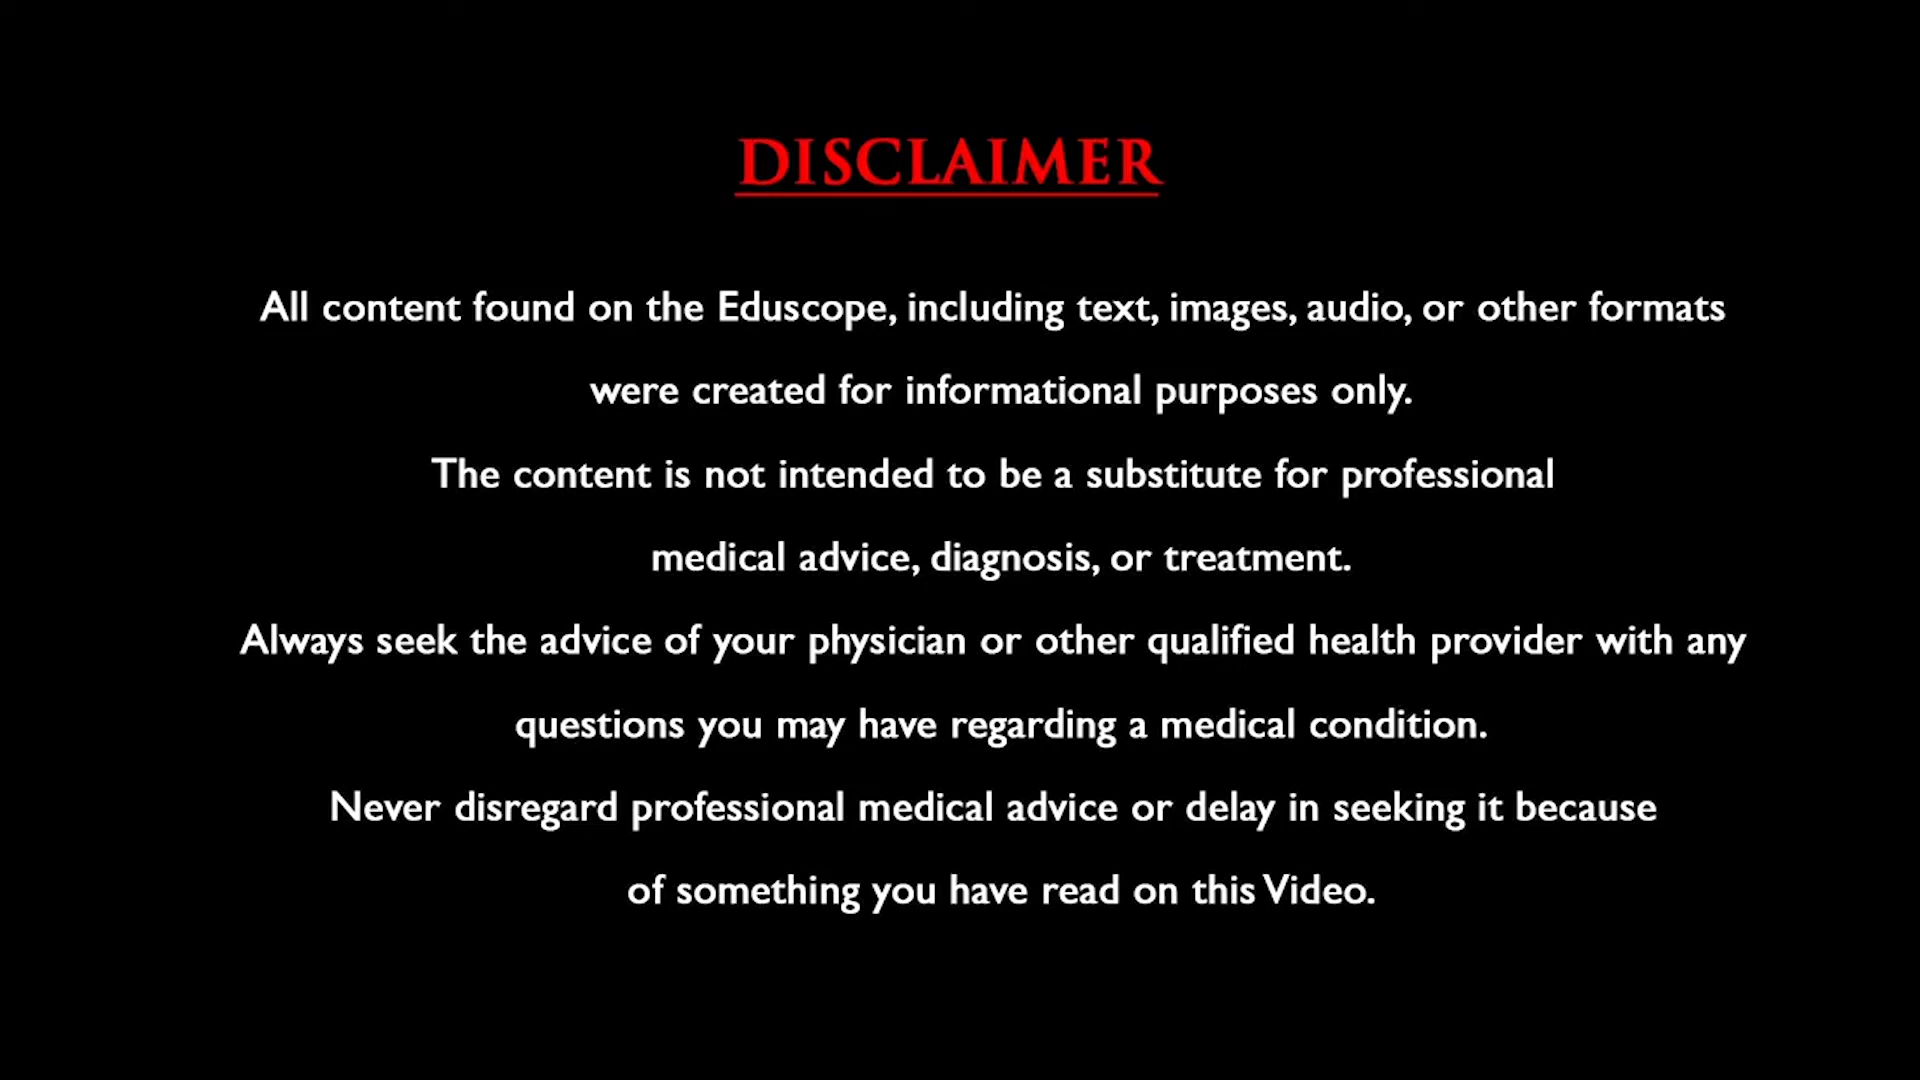 DISCLAIMER
All content found on the Eduscope, including text, images, audio, or other formats
were created for informational purposes only.
The content is not intended to be a substitute for professional
medical advice, diagnosis, or treatment.
Always seek the advice of your physician or other qualified health provider with any
questions you may have regarding a medical condition.
Never disregard professional medical advice or delay in seeking it because
of something you have read on this Video.